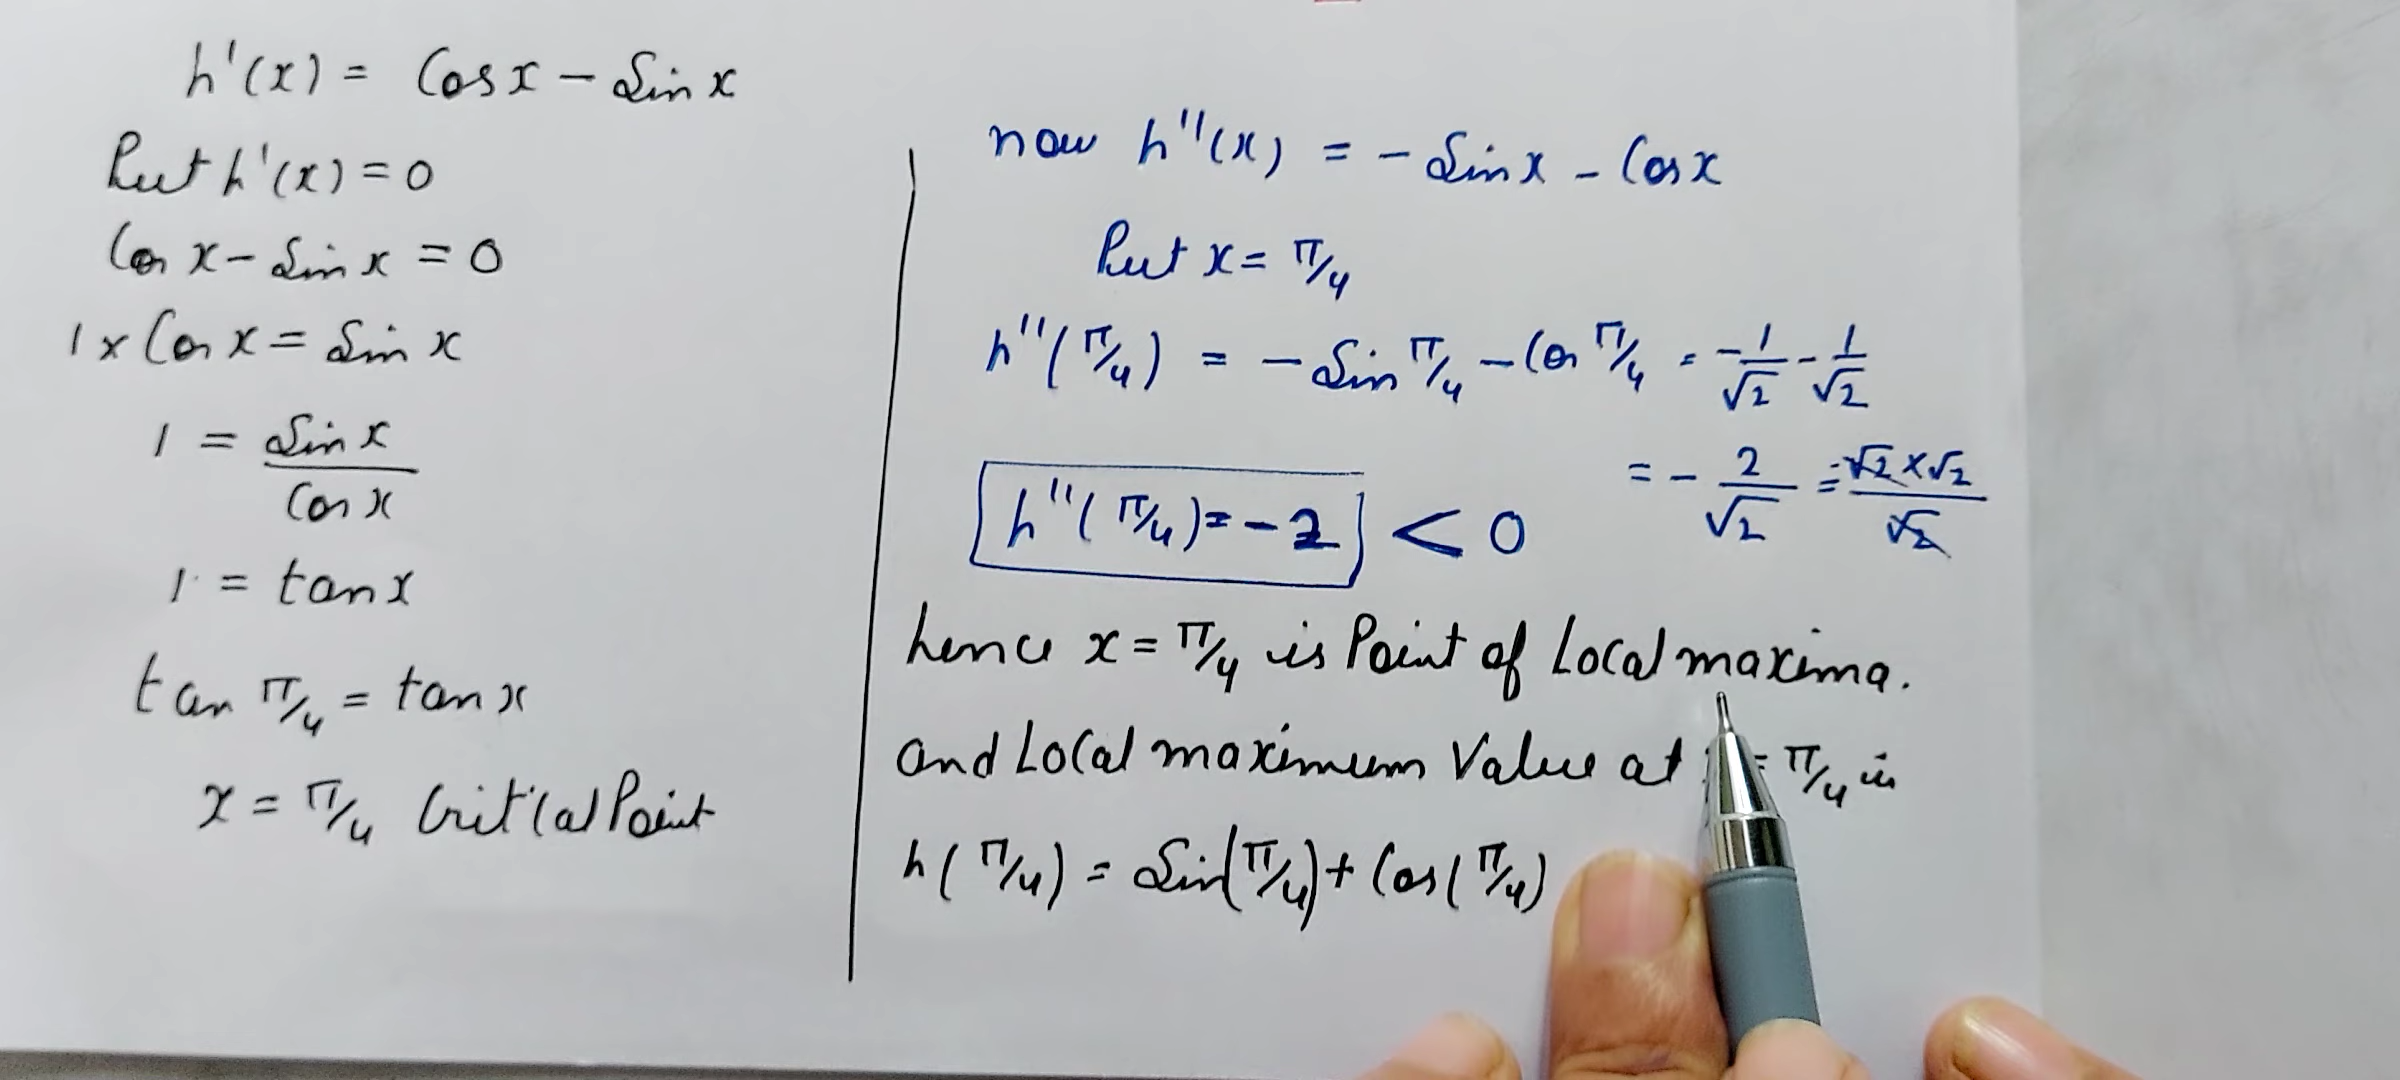 h'(x) = Cosx - Sinx
Put h'(x) = 0
Cos x - Sin x = 0
1 x Cos x = Sin x
1 = Sin x / Cos x
1 = tan x
tan π/4 = tan x
x = π/4 Critical Point
now h''(x) = - Sin x - Cos x
Put x = π/4
h''(π/4) = - Sin π/4 - Cos π/4 = -1/√2 - 1/√2
= - 2/√2 = -√2 x √2/√2
h''(π/4) = - 2 < 0
hence x = π/4 is Point of Local maxima.
and Local maximum Value at = π/4 is
h(π/4) = Sin(π/4) + Cos(π/4)